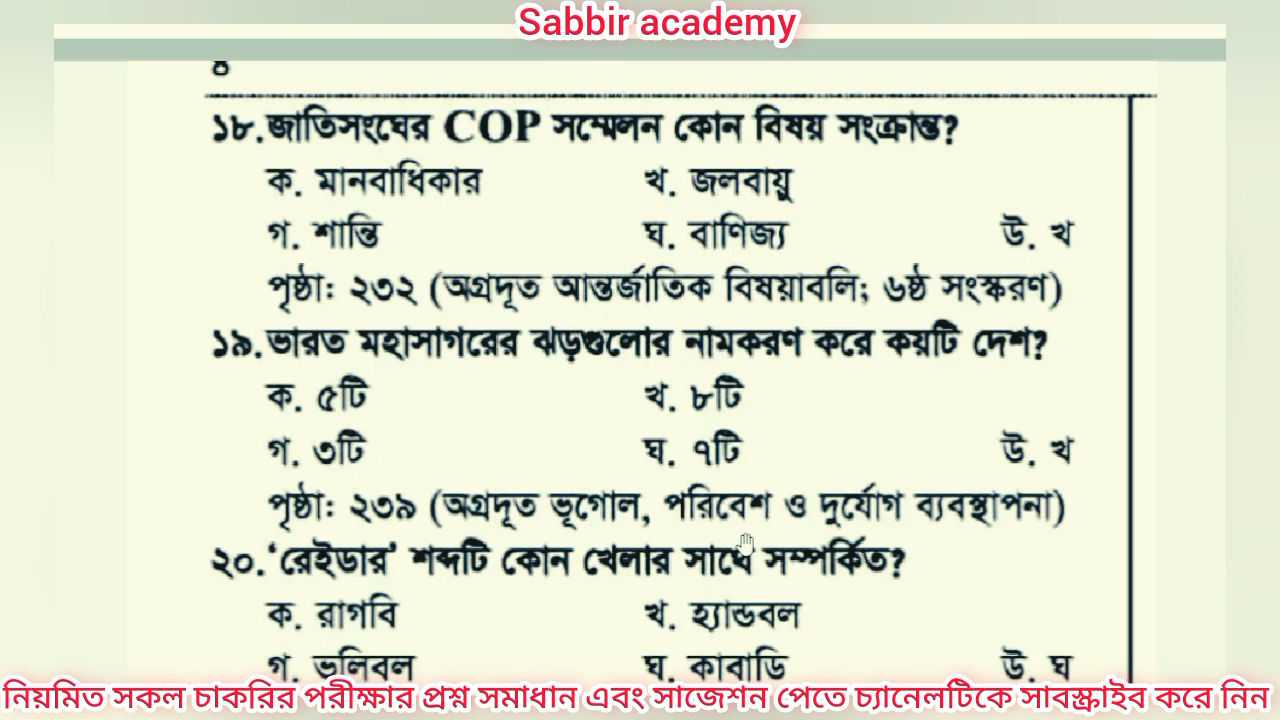 Sabbir academy
৪
১৮. জাতিসংঘের COP সম্মেলন কোন বিষয় সংক্রান্ত?
ক. মানবাধিকার খ. জলবায়ু
গ. শান্তি ঘ. বাণিজ্য উ. খ
পৃষ্ঠা: ২৩২ (অগ্রদূত আন্তর্জাতিক বিষয়াবলি; ৬ষ্ঠ সংস্করণ)
১৯. ভারত মহাসাগরের ঝড়গুলোর নামকরণ করে কয়টি দেশ?
ক. ৫টি খ. ৮টি
গ. ৩টি ঘ. ৭টি উ. খ
পৃষ্ঠা: ২৩৯ (অগ্রদূত ভূগোল, পরিবেশ ও দুর্যোগ ব্যবস্থাপনা)
২০. ‘রেইডার’ শব্দটি কোন খেলার সাথে সম্পর্কিত?
ক. রাগবি খ. হ্যান্ডবল
গ. ভলিবল ঘ. কাবাডি উ. ঘ
নিয়মিত সকল চাকরির পরীক্ষার প্রশ্ন সমাধান এবং সাজেশন পেতে চ্যানেলটিকে সাবস্ক্রাইব করে নিন